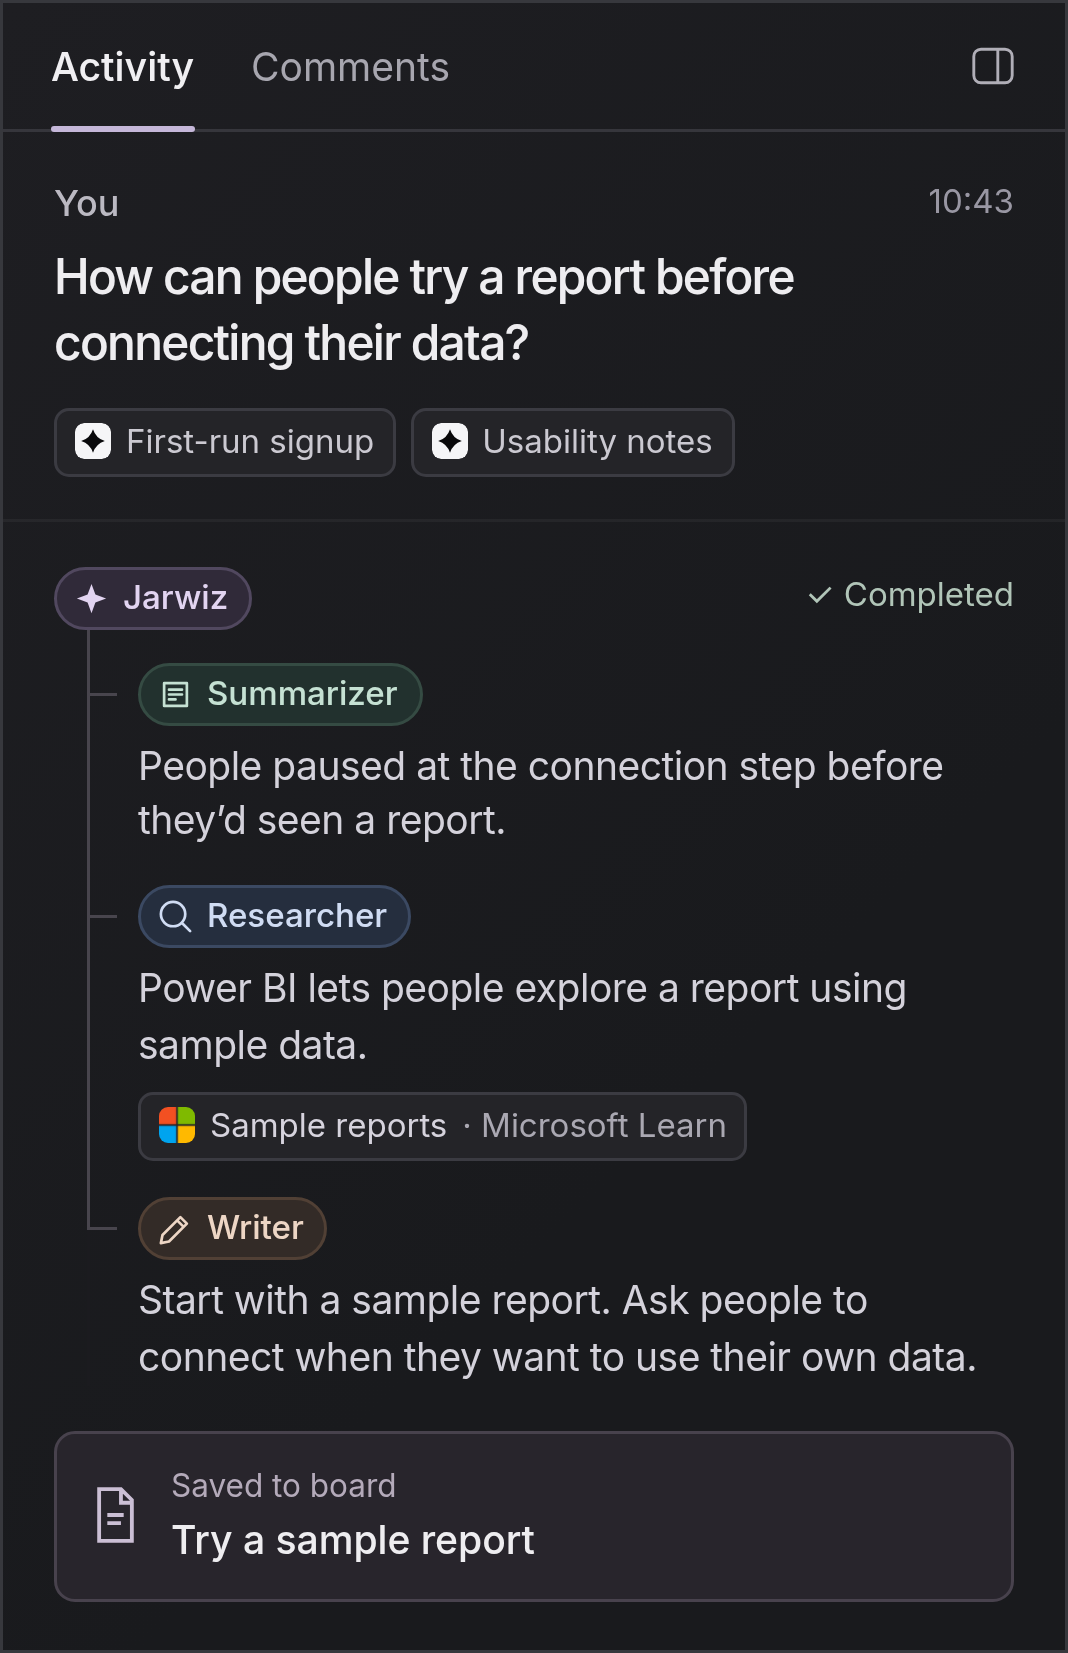 Activity
Comments
You
10:43
How can people try a report before
connecting their data?
First-run signup
Usability notes
Jarwiz
Completed
Summarizer
People paused at the connection step before
they’d seen a report.
Researcher
Power BI lets people explore a report using
sample data.
Sample reports · Microsoft Learn
Writer
Start with a sample report. Ask people to
connect when they want to use their own data.
Saved to board
Try a sample report